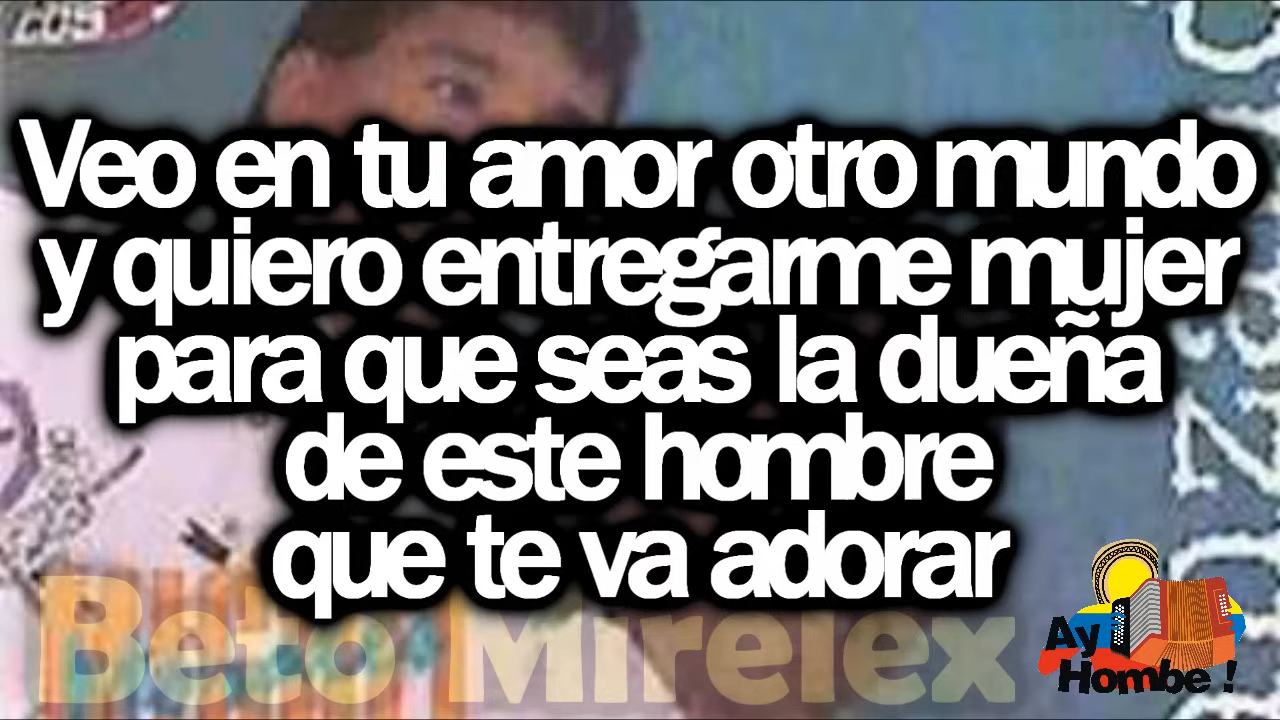 cos
Veo en tu amor otro mundo
y quiero entregarme mujer
para que seas la dueña
de este hombre
que te va adorar
Beto Mirelex
Ay
Hombe !